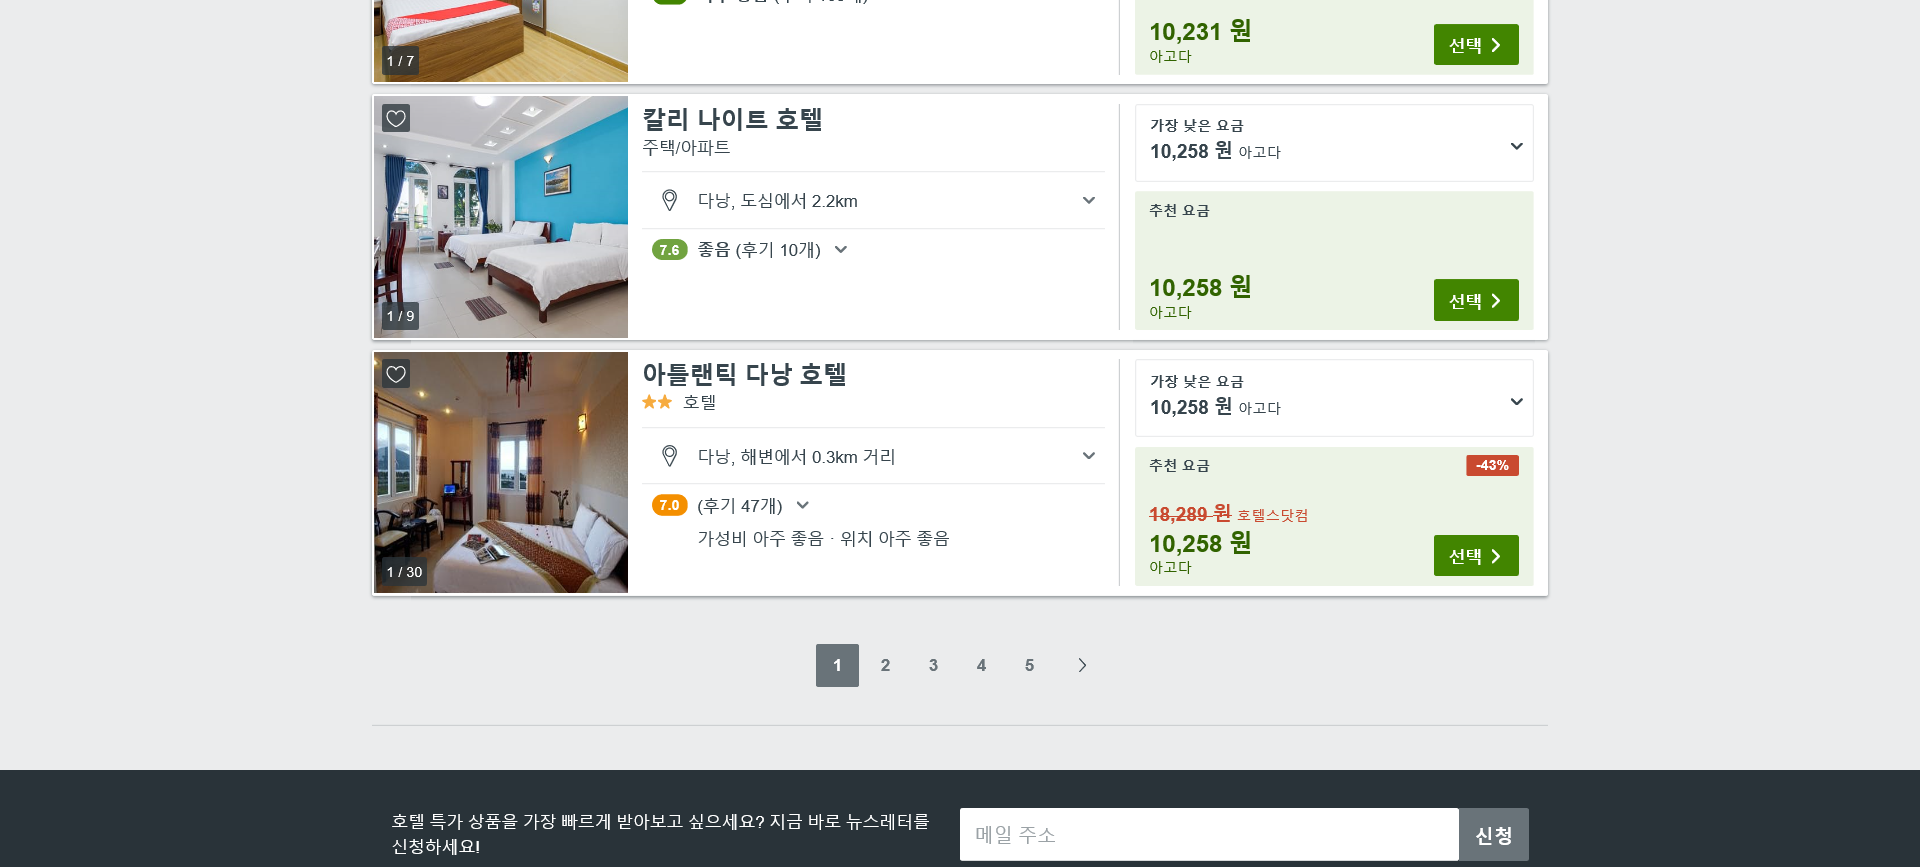 1 / 7
10,231 원
아고다
선택
칼리 나이트 호텔
주택/아파트
다낭, 도심에서 2.2km
7.6 좋음 (후기 10개)
1 / 9
가장 낮은 요금
10,258 원 아고다
추천 요금
10,258 원
아고다
선택
아틀랜틱 다낭 호텔
호텔
다낭, 해변에서 0.3km 거리
7.0 (후기 47개)
가성비 아주 좋음 · 위치 아주 좋음
1 / 30
가장 낮은 요금
10,258 원 아고다
추천 요금
-43%
18,289 원 호텔스닷컴
10,258 원
아고다
선택
1 2 3 4 5
호텔 특가 상품을 가장 빠르게 받아보고 싶으세요? 지금 바로 뉴스레터를
신청하세요!
메일 주소
신청